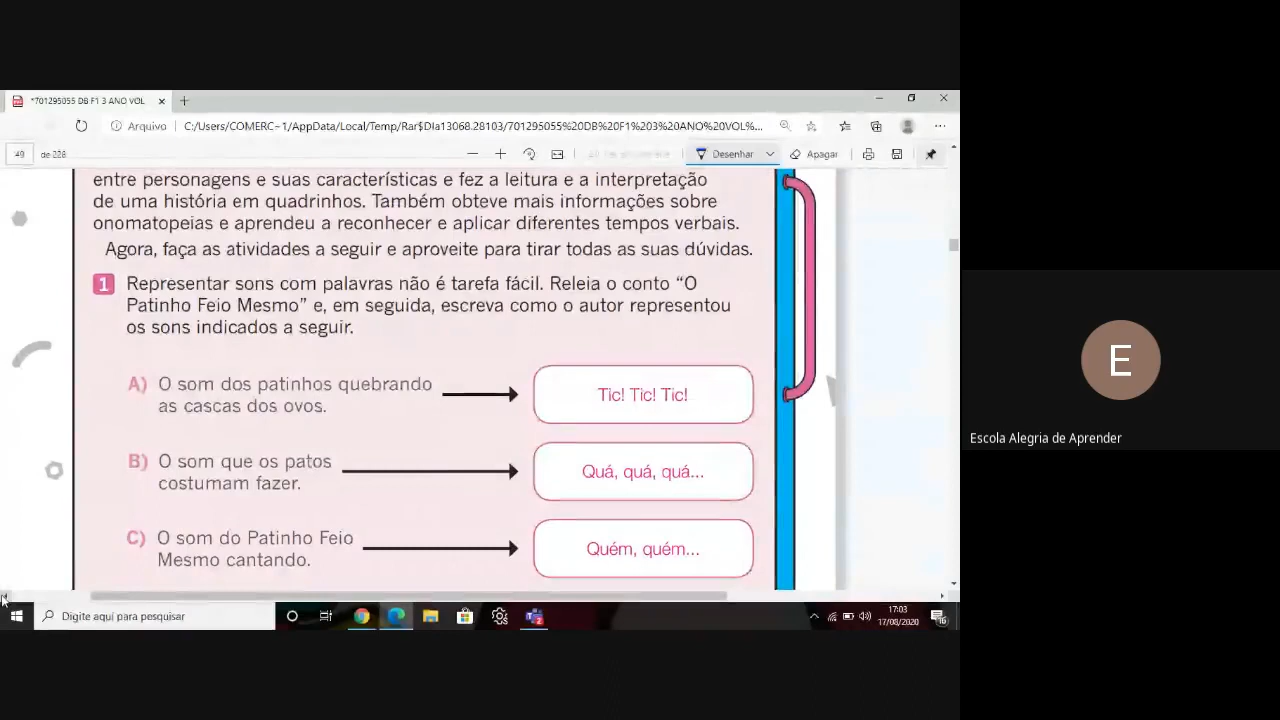 *701295055 DB F1 3 ANO VOL
Arquivo C:/Users/COMERC~1/AppData/Local/Temp/Rar$DIa13068.28103/701295055%20DB%20F1%203%20ANO%20VOL%...
49 de 228 Desenhar Apagar
entre personagens e suas características e fez a leitura e a interpretação
de uma história em quadrinhos. Também obteve mais informações sobre
onomatopeias e aprendeu a reconhecer e aplicar diferentes tempos verbais.
Agora, faça as atividades a seguir e aproveite para tirar todas as suas dúvidas.
1 Representar sons com palavras não é tarefa fácil. Releia o conto “O
Patinho Feio Mesmo” e, em seguida, escreva como o autor representou
os sons indicados a seguir.
A) O som dos patinhos quebrando
as cascas dos ovos.
Tic! Tic! Tic!
B) O som que os patos
costumam fazer.
Quá, quá, quá...
C) O som do Patinho Feio
Mesmo cantando.
Quém, quém...
Digite aqui para pesquisar
17:03
17/08/2020
E
Escola Alegria de Aprender